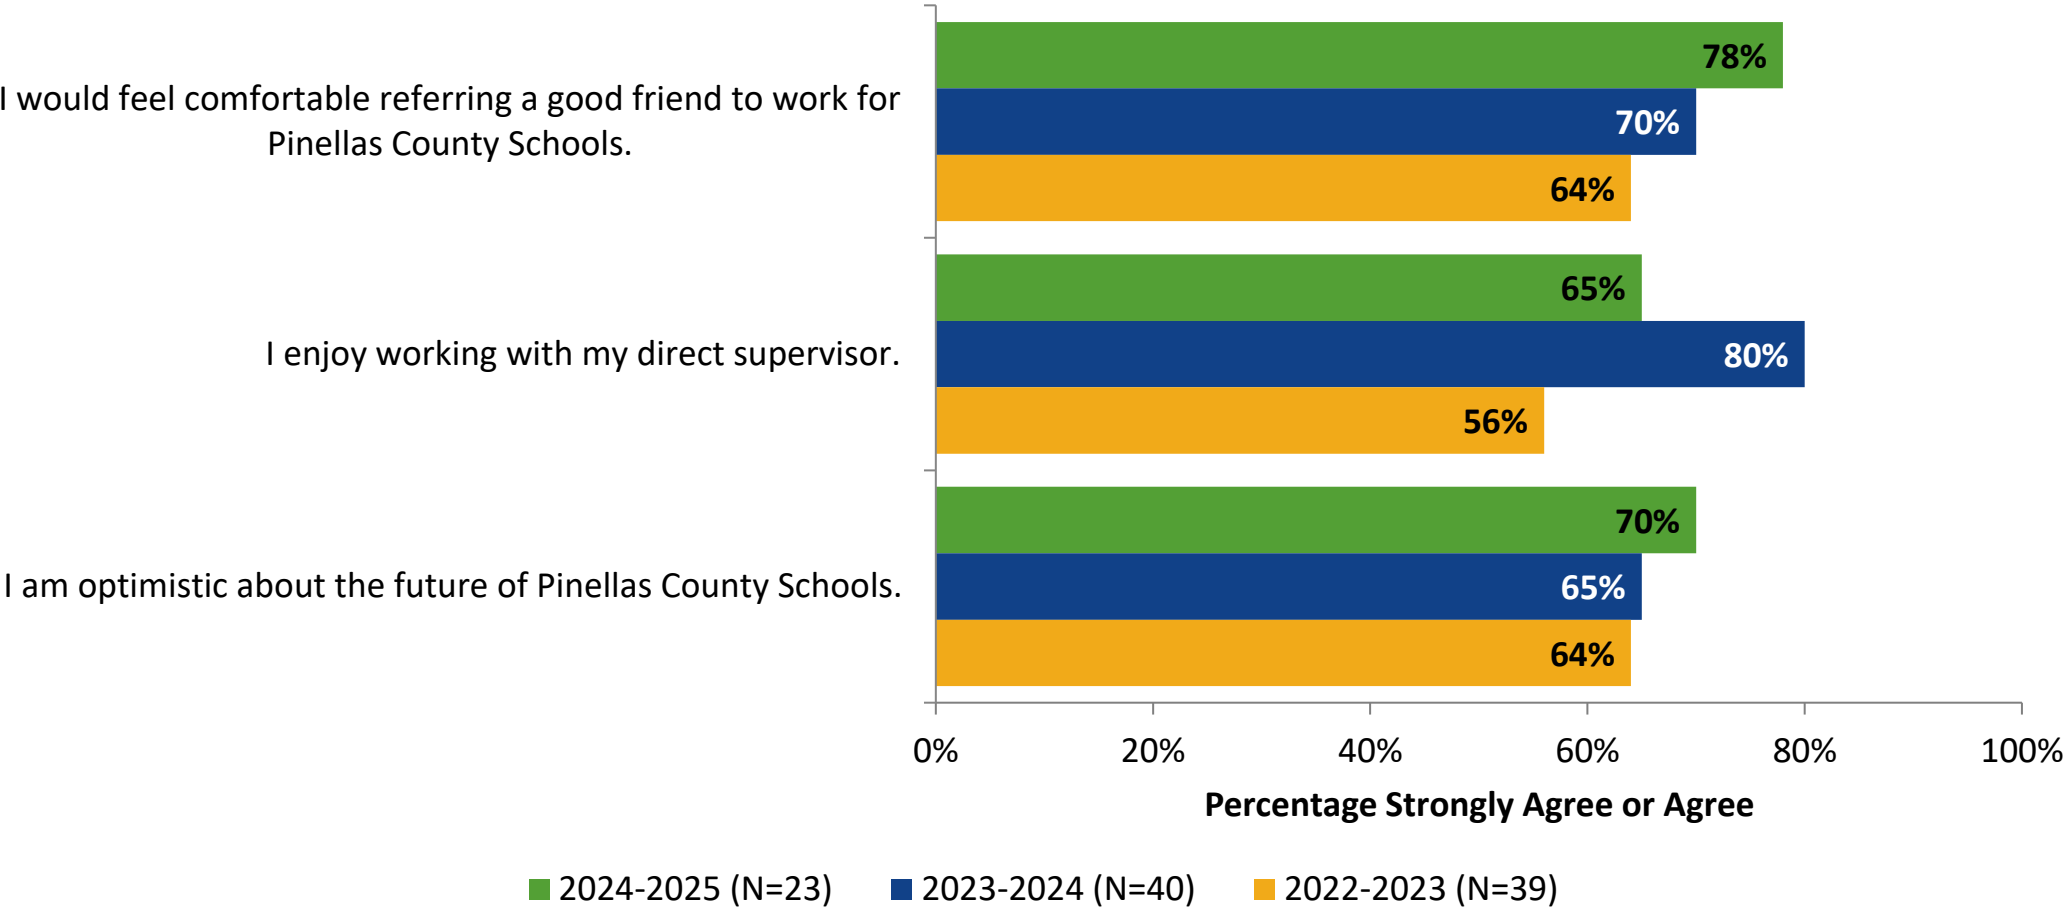 78%
I would feel comfortable referring a good friend to work for
Pinellas County Schools.
70%
64%
65%
I enjoy working with my direct supervisor.
80%
56%
70%
I am optimistic about the future of Pinellas County Schools.
65%
64%
0% 20% 40% 60% 80% 100%
Percentage Strongly Agree or Agree
2024-2025 (N=23) 2023-2024 (N=40) 2022-2023 (N=39)